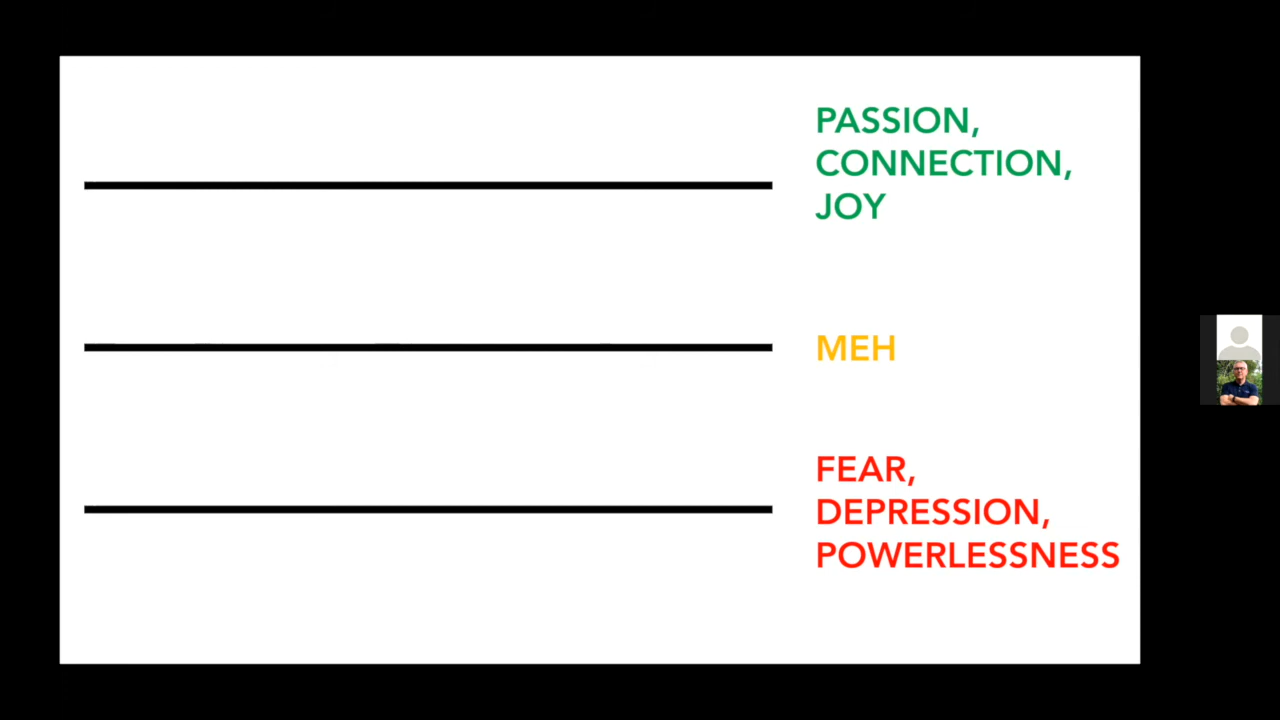 PASSION,
CONNECTION,
JOY
MEH
FEAR,
DEPRESSION,
POWERLESSNESS